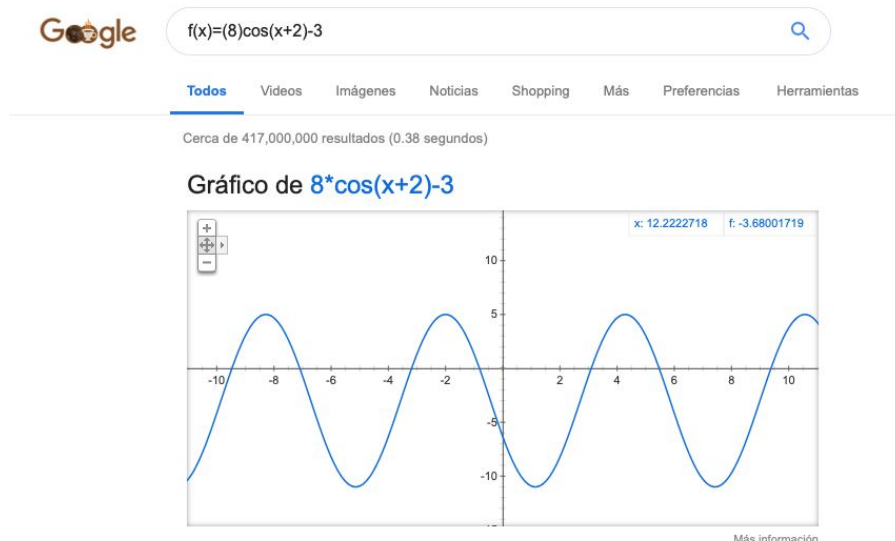 Google
f(x)=(8)cos(x+2)-3
Todos Videos Imágenes Noticias Shopping Más Preferencias Herramientas
Cerca de 417,000,000 resultados (0.38 segundos)
Gráfico de 8*cos(x+2)-3
x: 12.2222718 f: -3.68001719
10
5
-10 -8 -6 -4 -2 2 4 6 8 10
-5
-10
Más información